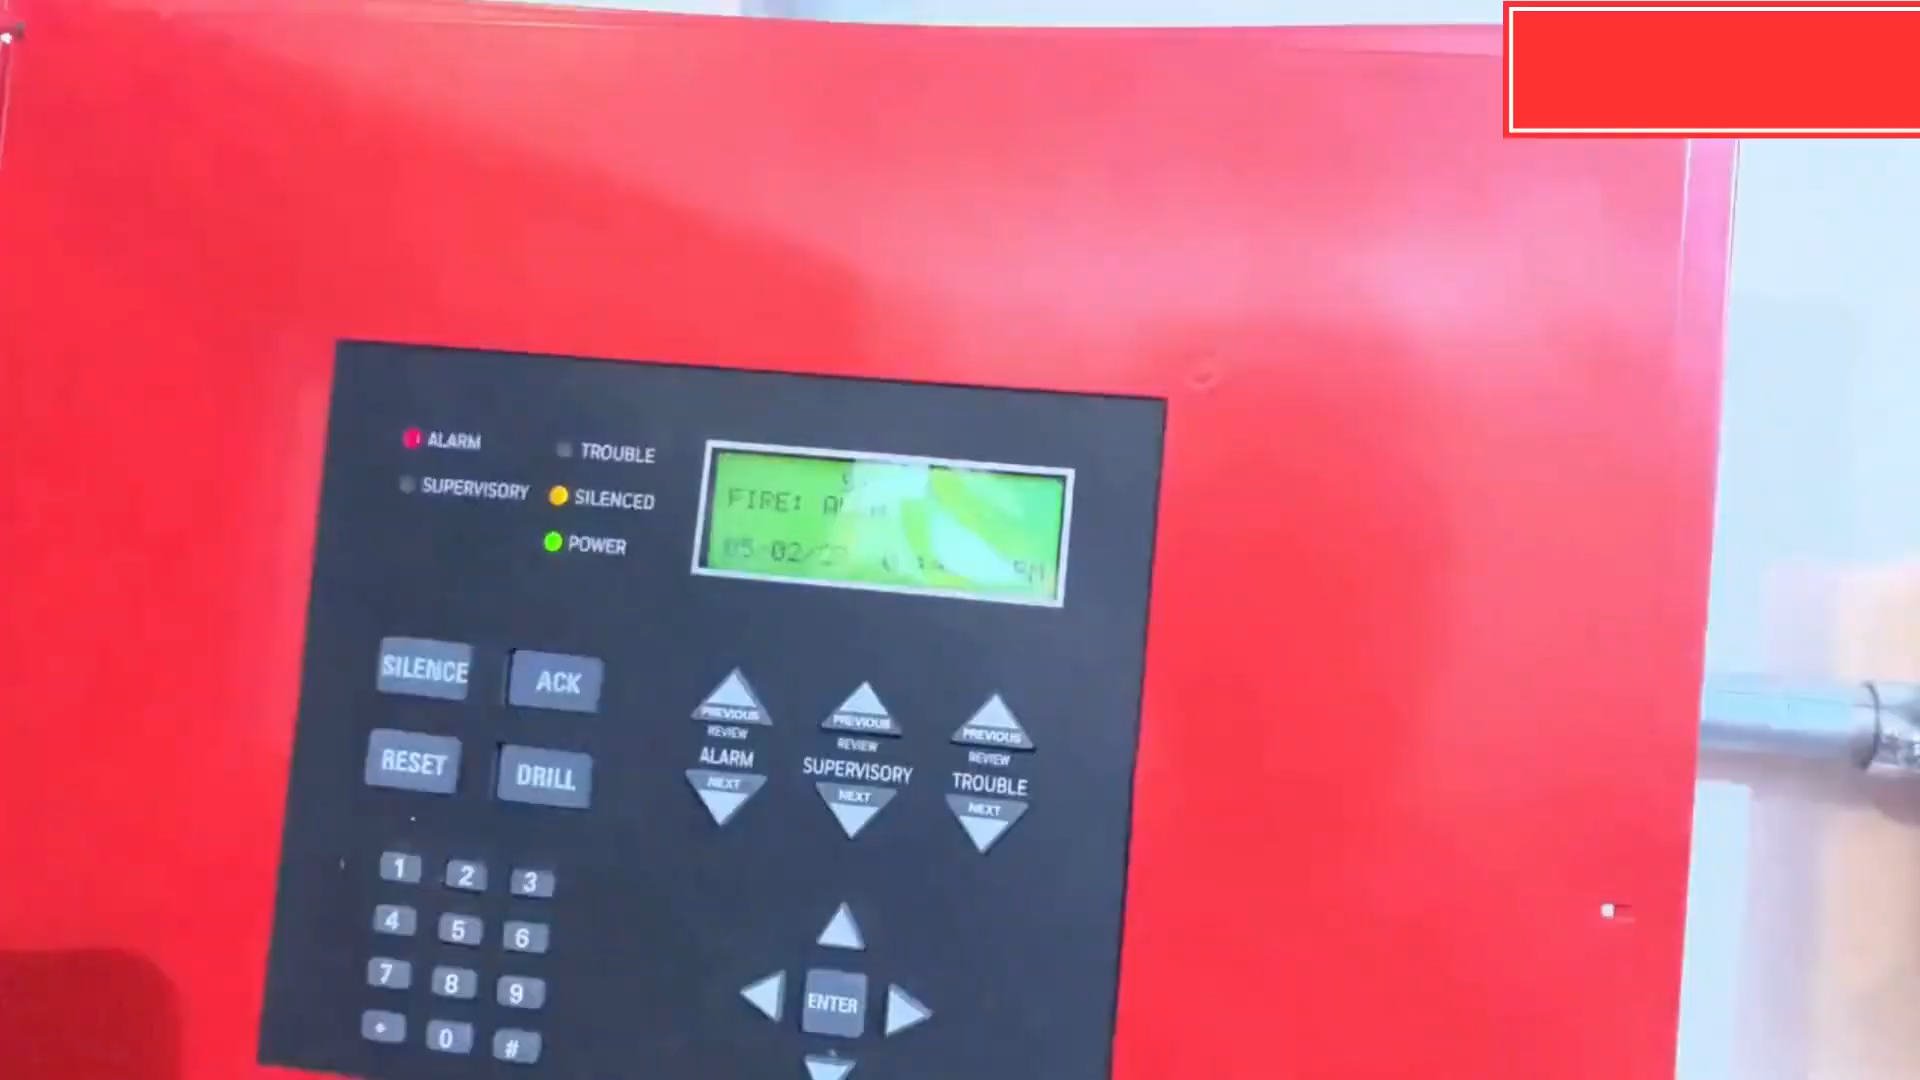 ALARM
TROUBLE
SUPERVISORY
SILENCED
POWER
FIRE:
SILENCE
ACK
RESET
DRILL
PREVIOUS
REVIEW
ALARM
NEXT
PREVIOUS
REVIEW
SUPERVISORY
NEXT
PREVIOUS
REVIEW
TROUBLE
NEXT
1 2 3
4 5 6
7 8 9
0 #
ENTER